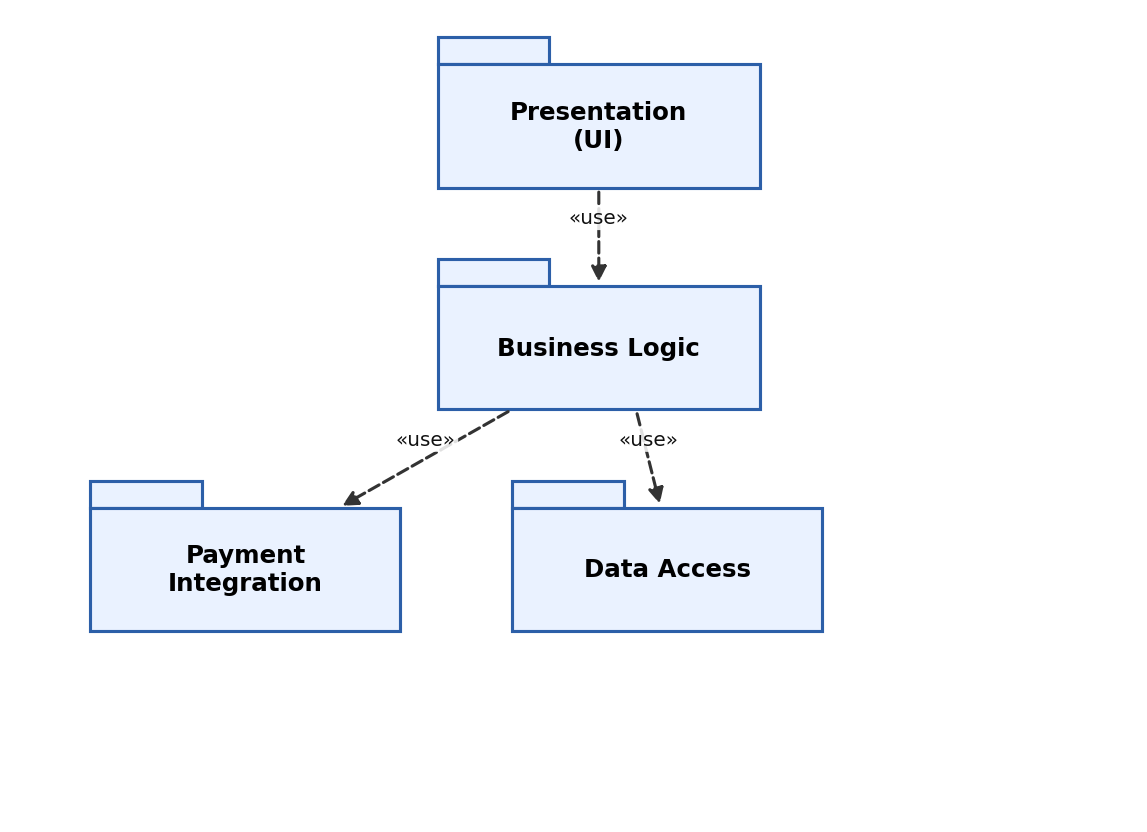 Presentation
(UI)
«use»
Business Logic
«use»
«use»
Payment
Integration
Data Access